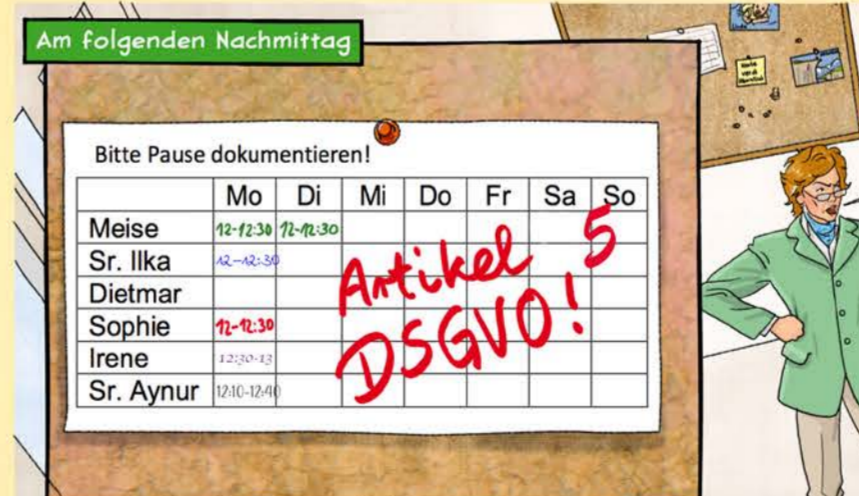 Am folgenden Nachmittag
Bitte Pause dokumentieren!
Mo Di Mi Do Fr Sa So
Meise 12-12:30 12-12:30
Sr. Ilka 12-12:30
Dietmar
Sophie 12-12:30
Irene 12:30-13
Sr. Aynur 12:10-12:40
Artikel 5
DSGVO!